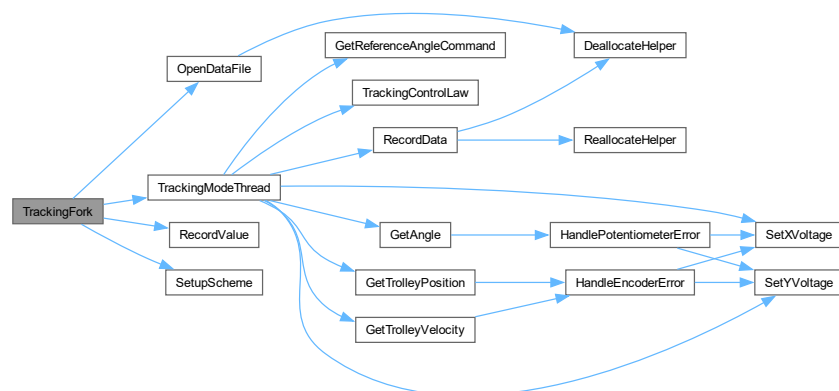 GetReferenceAngleCommand
DeallocateHelper
OpenDataFile
TrackingControlLaw
RecordData
ReallocateHelper
TrackingModeThread
TrackingFork
RecordValue
GetAngle
HandlePotentiometerError
SetXVoltage
SetupScheme
GetTrolleyPosition
HandleEncoderError
SetYVoltage
GetTrolleyVelocity